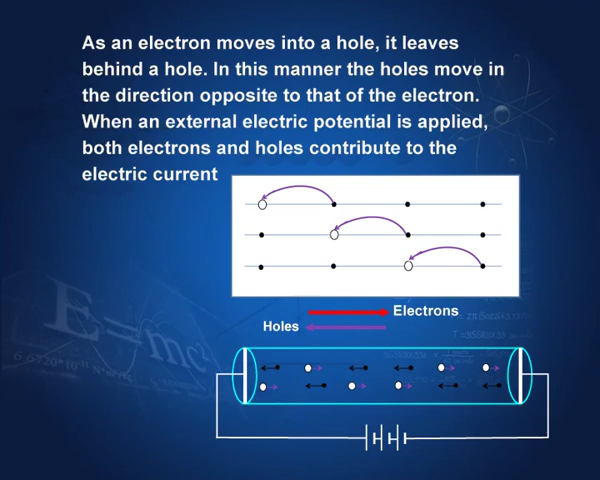 As an electron moves into a hole, it leaves
behind a hole. In this manner the holes move in
the direction opposite to that of the electron.
When an external electric potential is applied,
both electrons and holes contribute to the
electric current
Electrons
Holes
E=mc²